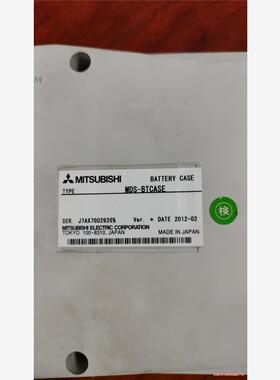 MITSUBISHI BATTERY CASE
TYPE MDS-BTCASE
SER. J7AX7GD292G% Ver. * DATE 2012-02
MITSUBISHI ELECTRIC CORPORATION
TOKYO 100-8310, JAPAN MADE IN JAPAN
検